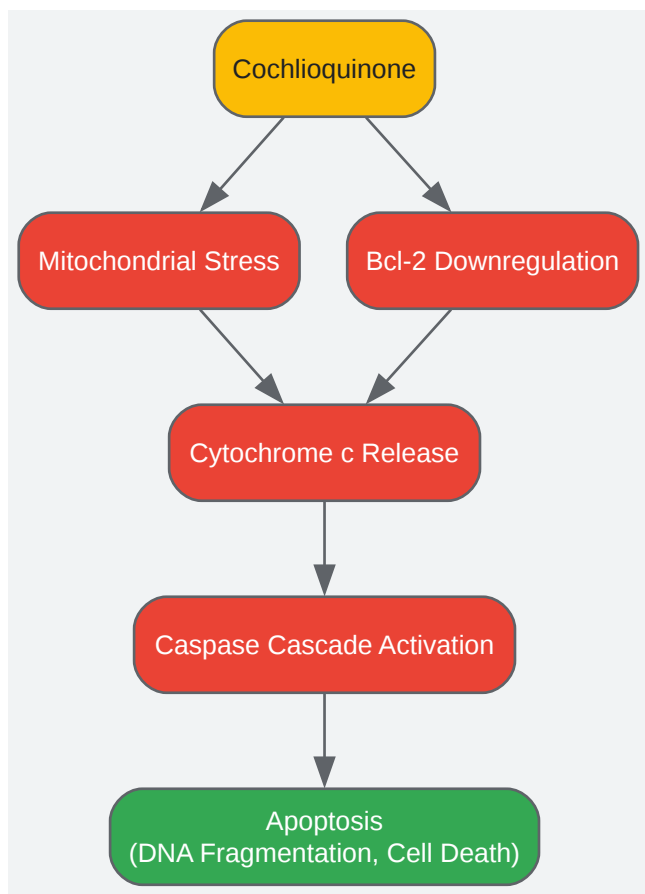 Cochlioquinone
Mitochondrial Stress
Bcl-2 Downregulation
Cytochrome c Release
Caspase Cascade Activation
Apoptosis
(DNA Fragmentation, Cell Death)